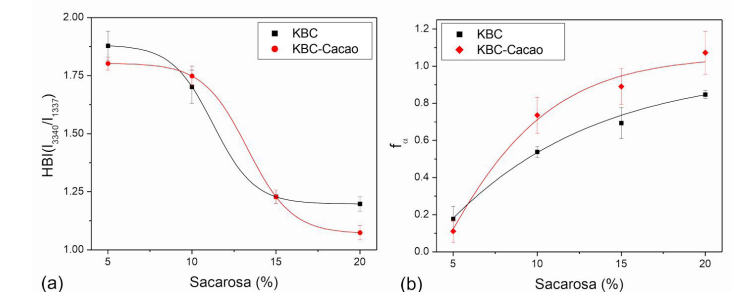 2.00
1.75
1.50
1.25
1.00
HBI(I3340/I1337)
KBC
KBC-Cacao
5
10
15
20
Sacarosa (%)
(a)
1.2
1.0
0.8
0.6
0.4
0.2
0.0
fα
KBC
KBC-Cacao
5
10
15
20
Sacarosa (%)
(b)